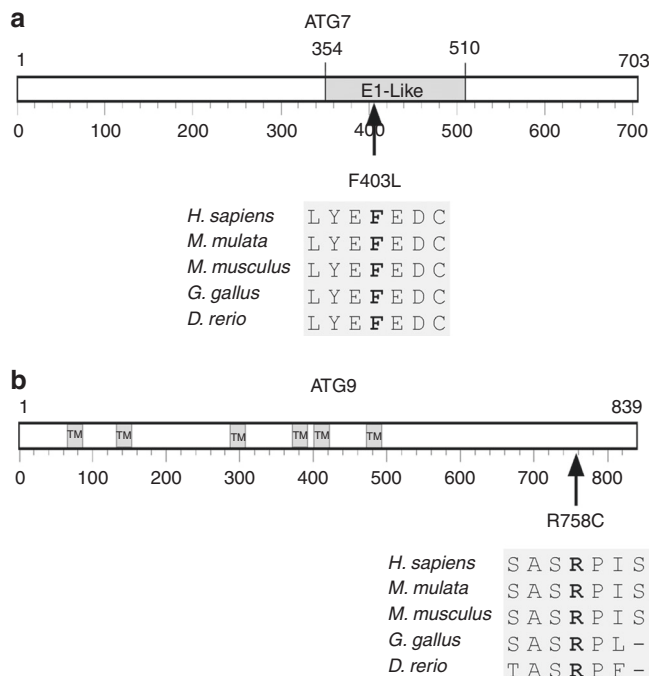 a
ATG7
1 354 510 703
E1-Like
0 100 200 300 400 500 600 700
F403L
H. sapiens L Y E F E D C
M. mulata L Y E F E D C
M. musculus L Y E F E D C
G. gallus L Y E F E D C
D. rerio L Y E F E D C
b
ATG9
1 839
TM TM TM TM TM TM
0 100 200 300 400 500 600 700 800
R758C
H. sapiens S A S R P I S
M. mulata S A S R P I S
M. musculus S A S R P I S
G. gallus S A S R P L -
D. rerio T A S R P F -